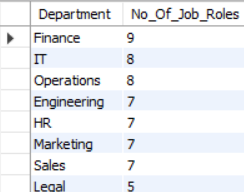 Department No_Of_Job_Roles
Finance 9
IT 8
Operations 8
Engineering 7
HR 7
Marketing 7
Sales 7
Legal 5